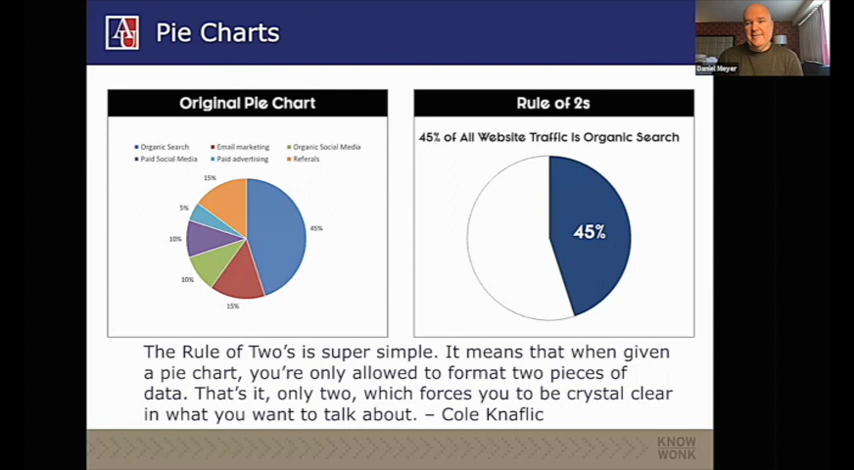 AU
Pie Charts
Daniel Meyer
Original Pie Chart
Organic Search Email marketing Organic Social Media
Paid Social Media Paid advertising Referals
15%
5%
45%
10%
10%
15%
Rule of 2s
45% of All Website Traffic Is Organic Search
45%
The Rule of Two's is super simple. It means that when given
a pie chart, you're only allowed to format two pieces of
data. That's it, only two, which forces you to be crystal clear
in what you want to talk about. – Cole Knaflic
KNOW
WONK